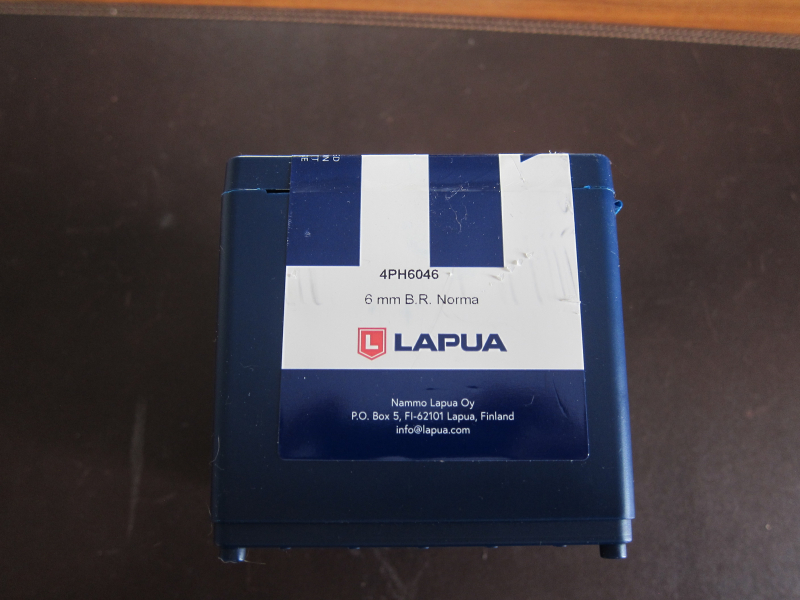 4PH6046
6 mm B.R. Norma
L LAPUA
Nammo Lapua Oy
P.O. Box 5, FI-62101 Lapua, Finland
info@lapua.com